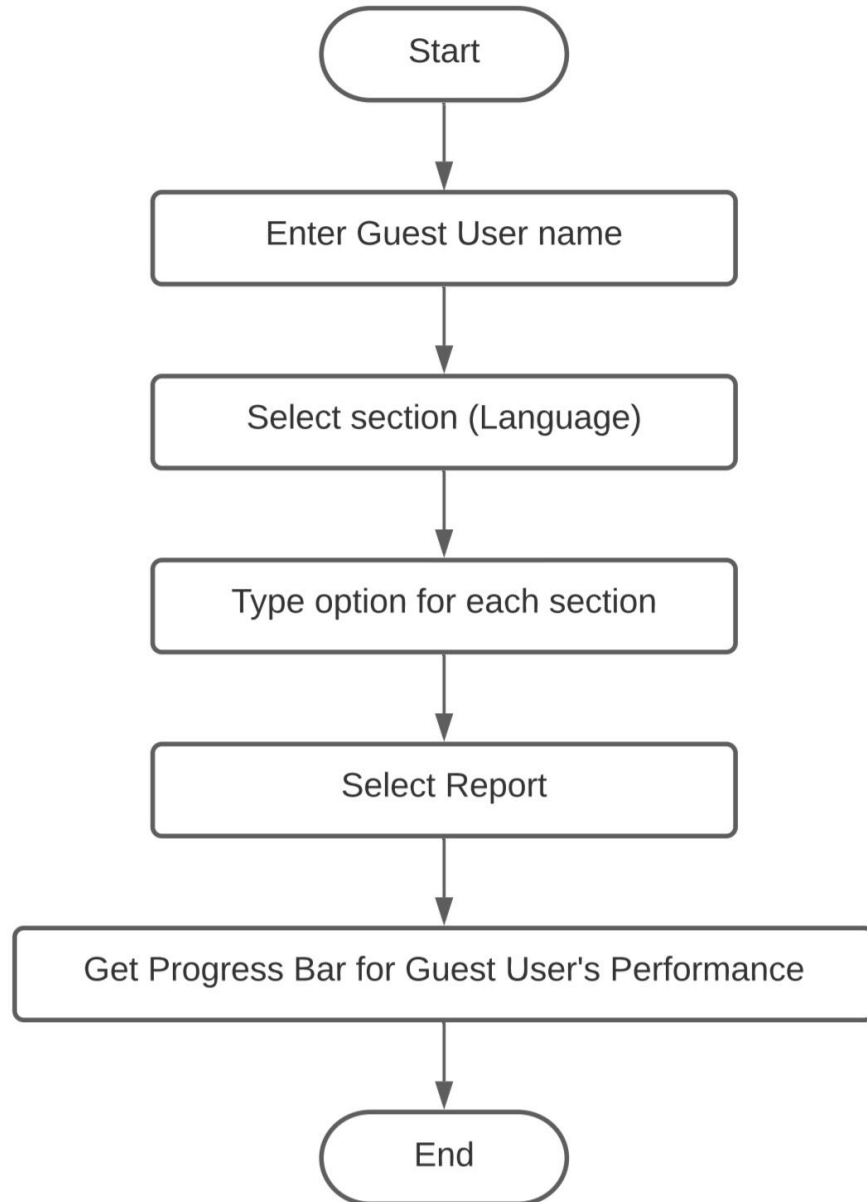 Start
Enter Guest User name
Select section (Language)
Type option for each section
Select Report
Get Progress Bar for Guest User's Performance
End